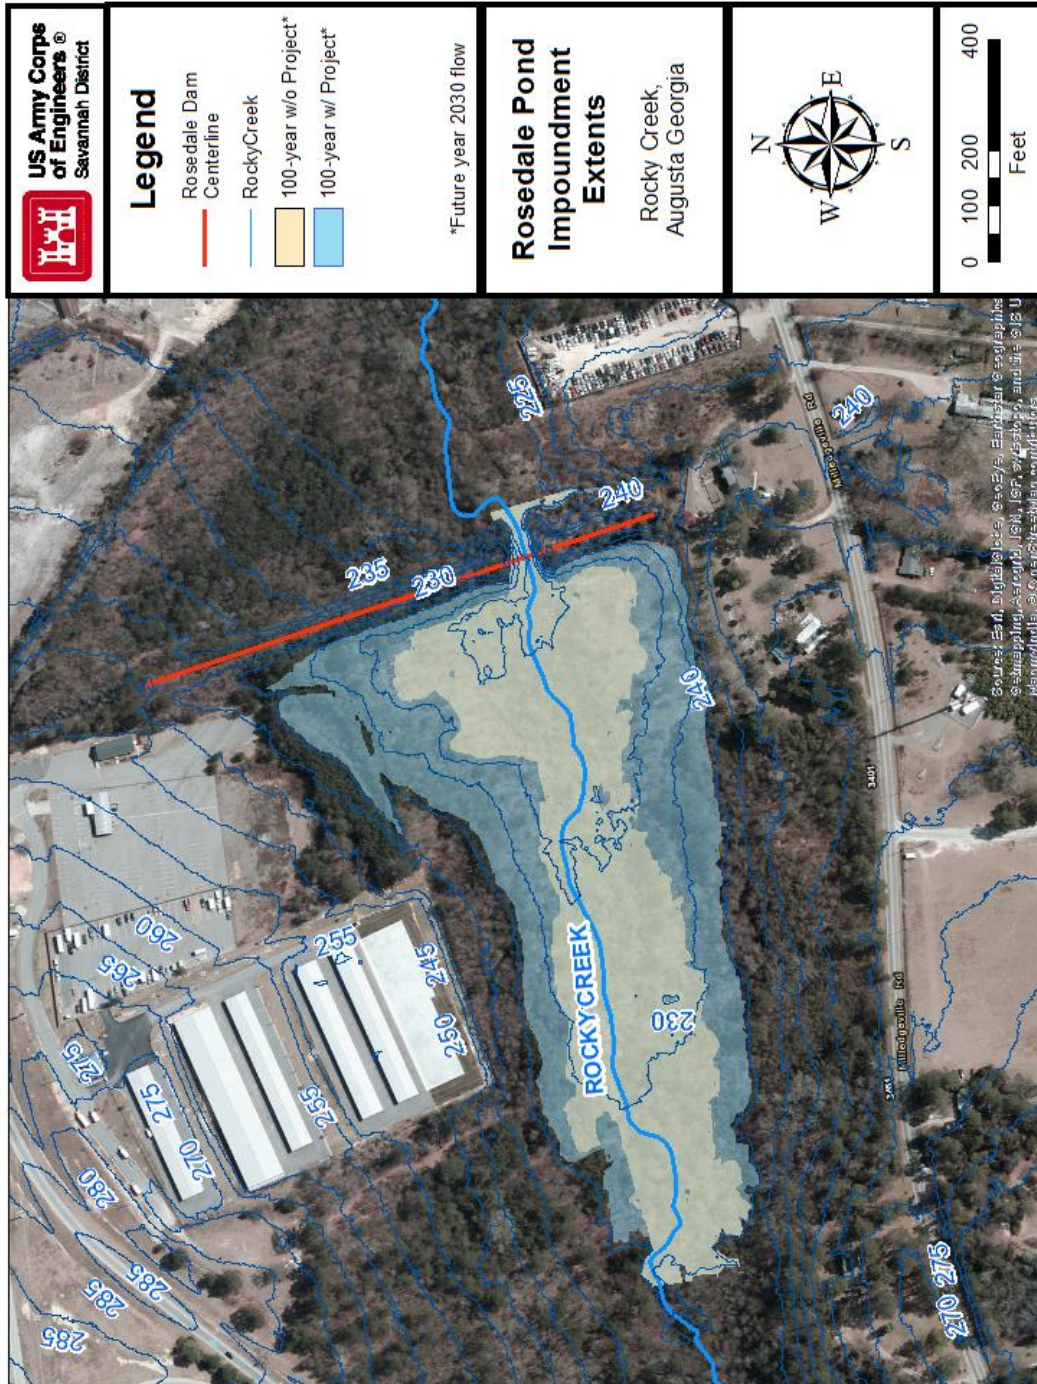 US Army Corps
of Engineers ®
Savannah District
Legend
Rosedale Dam
Centerline
RockyCreek
100-year w/o Project*
100-year w/ Project*
*Future year 2030 flow
Rosedale Pond
Impoundment
Extents
Rocky Creek,
Augusta Georgia
N
W
E
S
0 100 200 400
Feet
285
285
285
280
275
275
270
265
260
255
255
250
245
235
230
240
225
240
240
230
ROCKYCREEK
270 275
Milledgeville Rd
Milledgeville Rd
3401
3451